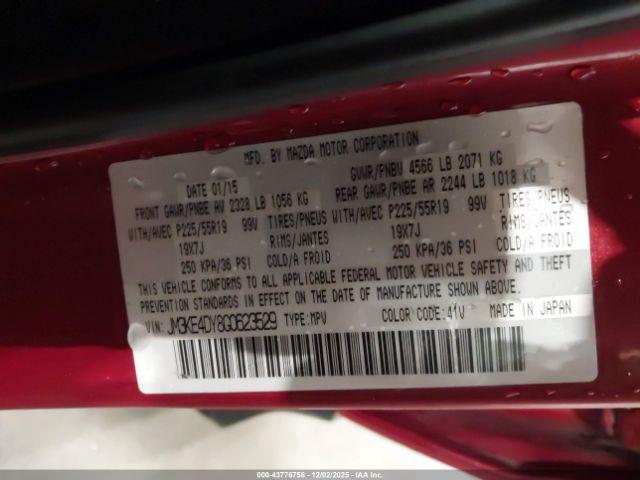 MFD. BY MAZDA MOTOR CORPORATION
DATE 01/15 GVWR/PNBV 4566 LB 2071 KG
FRONT GAWR/PNBE AV 2328 LB 1056 KG REAR GAWR/PNBE AR 2244 LB 1018 KG
WITH/AVEC P225/55R19 99V TIRES/PNEUS WITH/AVEC P225/55R19 99V TIRES/PNEUS
19X7J RIMS/JANTES 19X7J RIMS/JANTES
250 KPA/36 PSI COLD/A FROID 250 KPA/36 PSI COLD/A FROID
THIS VEHICLE CONFORMS TO ALL APPLICABLE FEDERAL MOTOR VEHICLE SAFETY AND THEFT
PREVENTION STANDARDS IN EFFECT ON THE DATE OF MANUFACTURE SHOWN ABOVE.
VIN: JM3KE4DY8G0623529 TYPE:MPV COLOR CODE:41V MADE IN JAPAN
000-43776756 12/02/2025 IAA Inc.